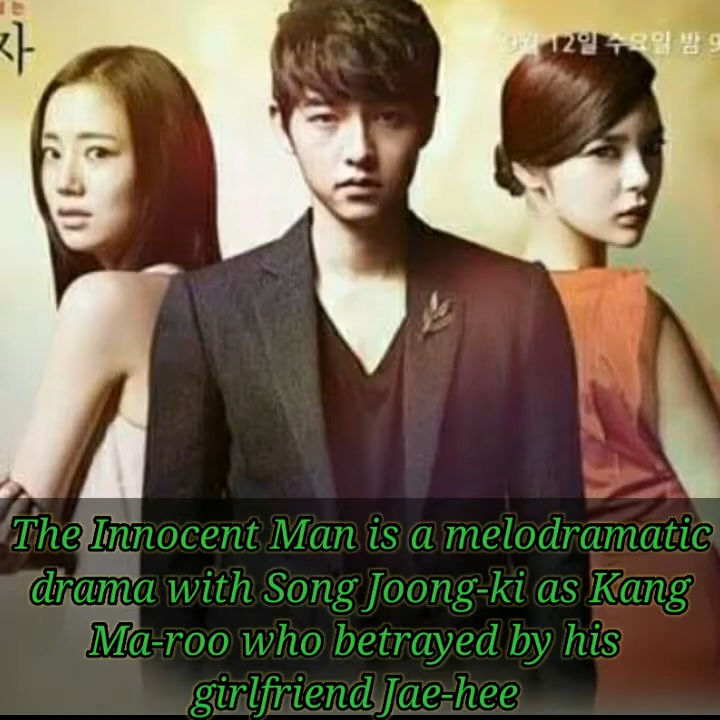 는
자
9월 12일 수요일 밤 9
The Innocent Man is a melodramatic
drama with Song Joong-ki as Kang
Ma-roo who betrayed by his
girlfriend Jae-hee